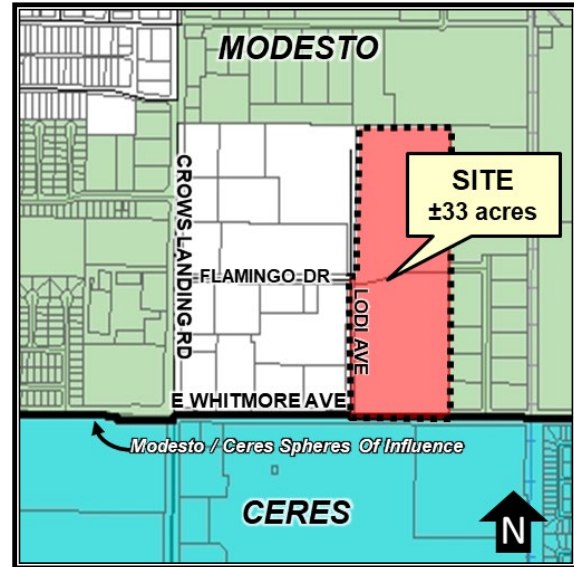 MODESTO
SITE
±33 acres
CROWS LANDING RD
FLAMINGO DR
LODI AVE
E WHITMORE AVE
Modesto / Ceres Spheres Of Influence
CERES
N